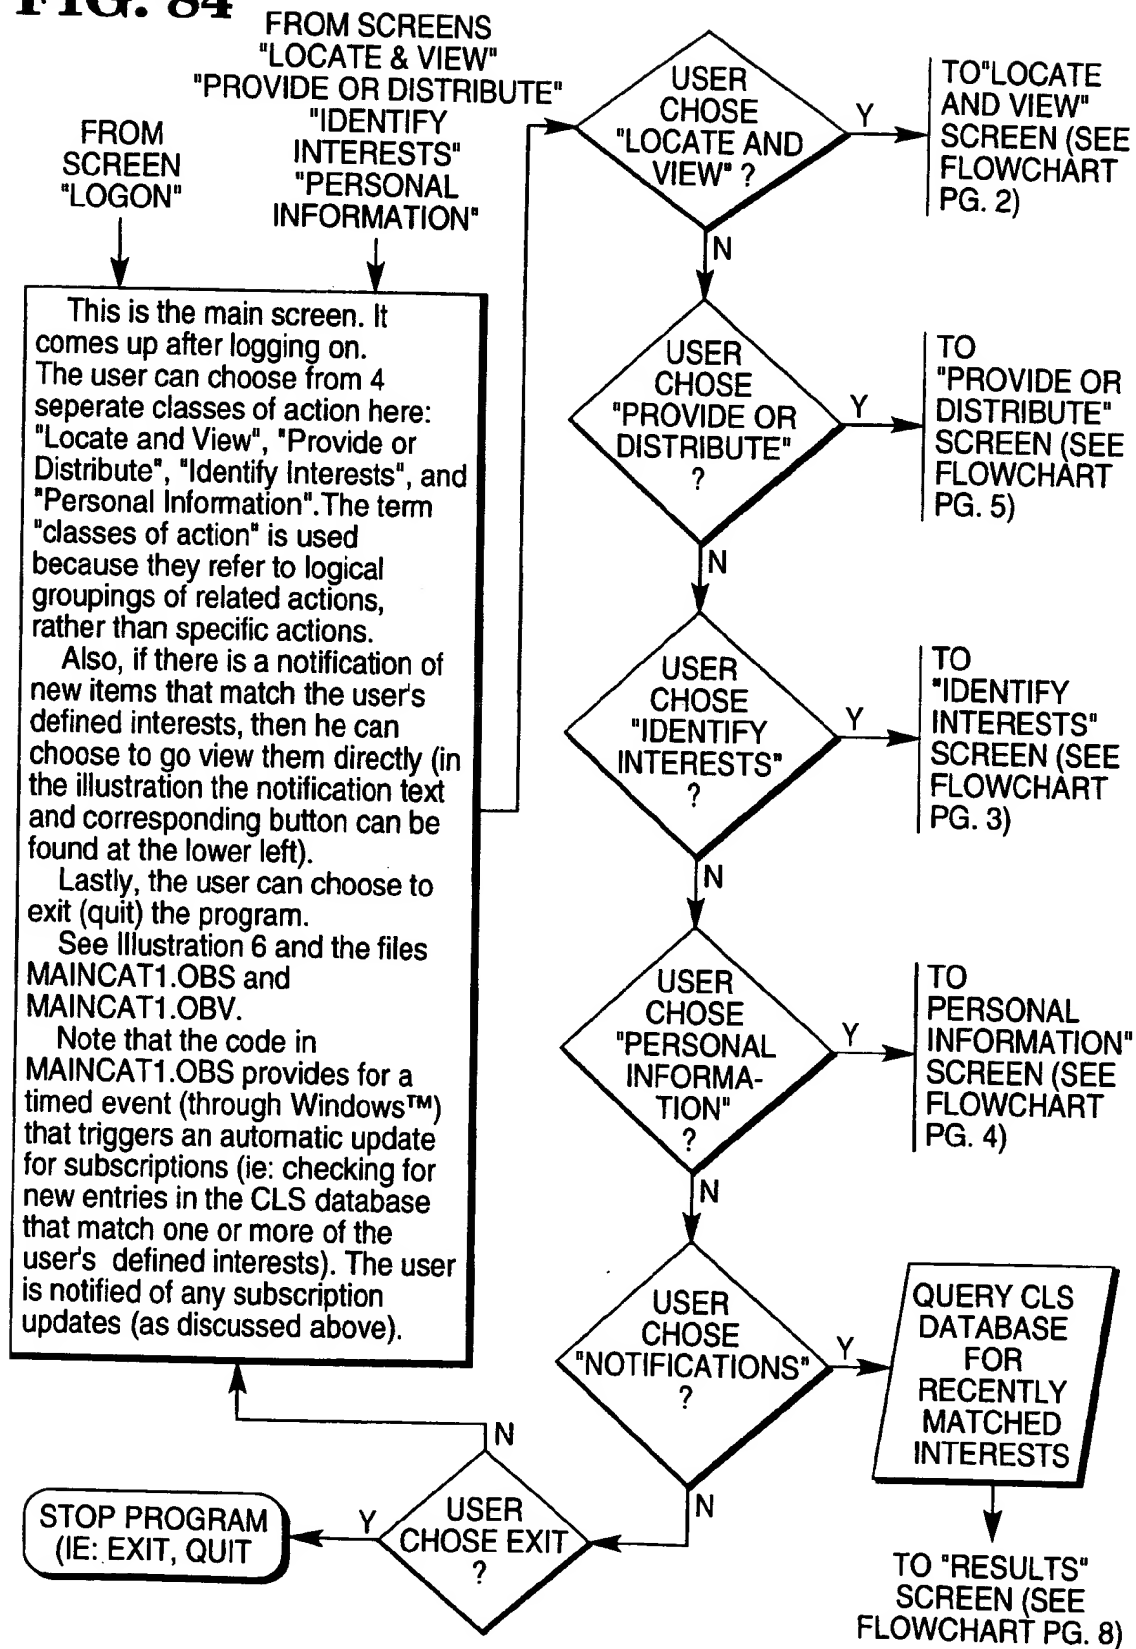 FIG. 84
FROM SCREENS
"LOCATE & VIEW"
"PROVIDE OR DISTRIBUTE"
"IDENTIFY
INTERESTS"
"PERSONAL
INFORMATION"
FROM
SCREEN
"LOGON"
This is the main screen. It
comes up after logging on.
The user can choose from 4
seperate classes of action here:
"Locate and View", "Provide or
Distribute", "Identify Interests", and
"Personal Information".The term
"classes of action" is used
because they refer to logical
groupings of related actions,
rather than specific actions.
Also, if there is a notification of
new items that match the user's
defined interests, then he can
choose to go view them directly (in
the illustration the notification text
and corresponding button can be
found at the lower left).
Lastly, the user can choose to
exit (quit) the program.
See Illustration 6 and the files
MAINCAT1.OBS and
MAINCAT1.OBV.
Note that the code in
MAINCAT1.OBS provides for a
timed event (through Windows™)
that triggers an automatic update
for subscriptions (ie: checking for
new entries in the CLS database
that match one or more of the
user's defined interests). The user
is notified of any subscription
updates (as discussed above).
USER
CHOSE
"LOCATE AND
VIEW" ?
Y
TO"LOCATE
AND VIEW"
SCREEN (SEE
FLOWCHART
PG. 2)
N
USER
CHOSE
"PROVIDE OR
DISTRIBUTE"
?
Y
TO
"PROVIDE OR
DISTRIBUTE"
SCREEN (SEE
FLOWCHART
PG. 5)
N
USER
CHOSE
"IDENTIFY
INTERESTS"
?
Y
TO
"IDENTIFY
INTERESTS"
SCREEN (SEE
FLOWCHART
PG. 3)
N
USER
CHOSE
"PERSONAL
INFORMA-
TION"
?
Y
TO
PERSONAL
INFORMATION"
SCREEN (SEE
FLOWCHART
PG. 4)
N
USER
CHOSE
"NOTIFICATIONS"
?
Y
QUERY CLS
DATABASE
FOR
RECENTLY
MATCHED
INTERESTS
TO "RESULTS"
SCREEN (SEE
FLOWCHART PG. 8)
N
USER
CHOSE EXIT
?
N
Y
STOP PROGRAM
(IE: EXIT, QUIT